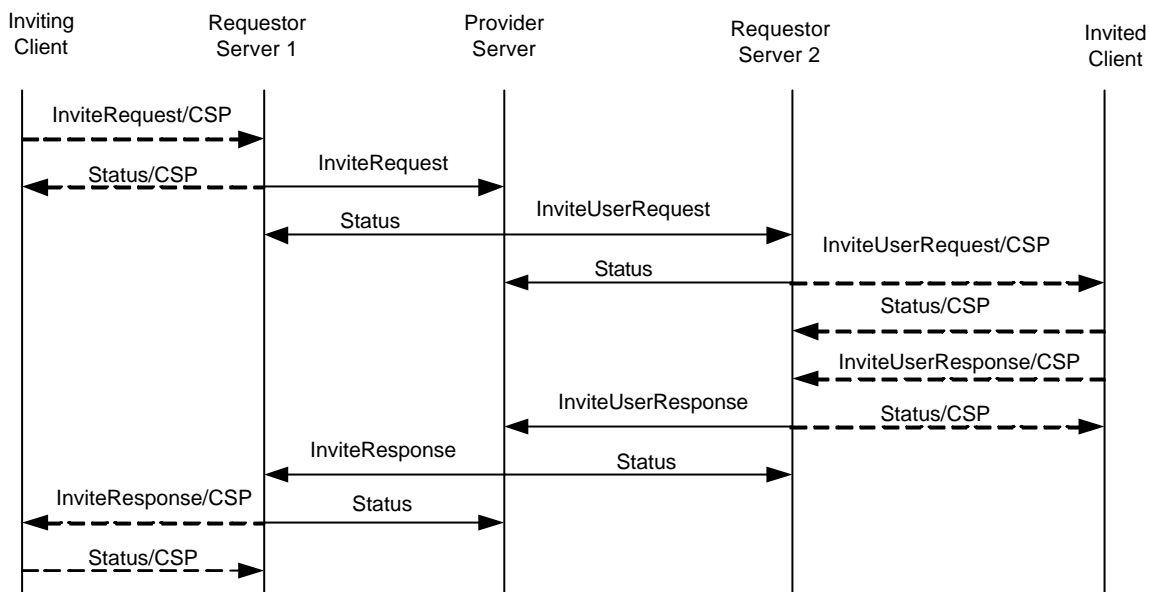 Inviting
Client
Requestor
Server 1
Provider
Server
Requestor
Server 2
Invited
Client
InviteRequest/CSP
Status/CSP
InviteRequest
Status
InviteUserRequest
Status
InviteUserRequest/CSP
Status/CSP
InviteUserResponse/CSP
InviteUserResponse
Status/CSP
InviteResponse
Status
InviteResponse/CSP
Status
Status/CSP